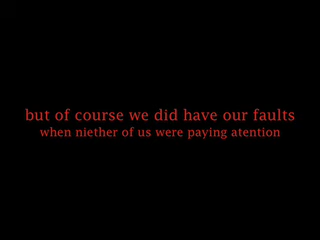 but of course we did have our faults
when niether of us were paying atention